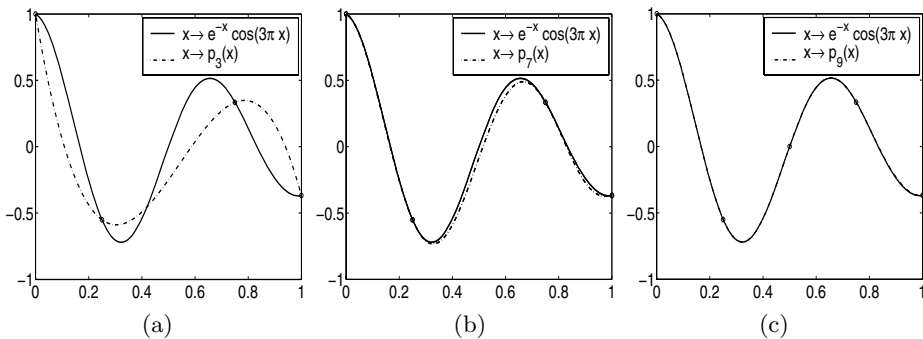 x→ e^{-x} cos(3π x)
x→ p_3(x)
1
0.5
0
−0.5
−1
0 0.2 0.4 0.6 0.8 1
(a)
x→ e^{-x} cos(3π x)
x→ p_7(x)
1
0.5
0
−0.5
−1
0 0.2 0.4 0.6 0.8 1
(b)
x→ e^{-x} cos(3π x)
x→ p_9(x)
1
0.5
0
−0.5
−1
0 0.2 0.4 0.6 0.8 1
(c)